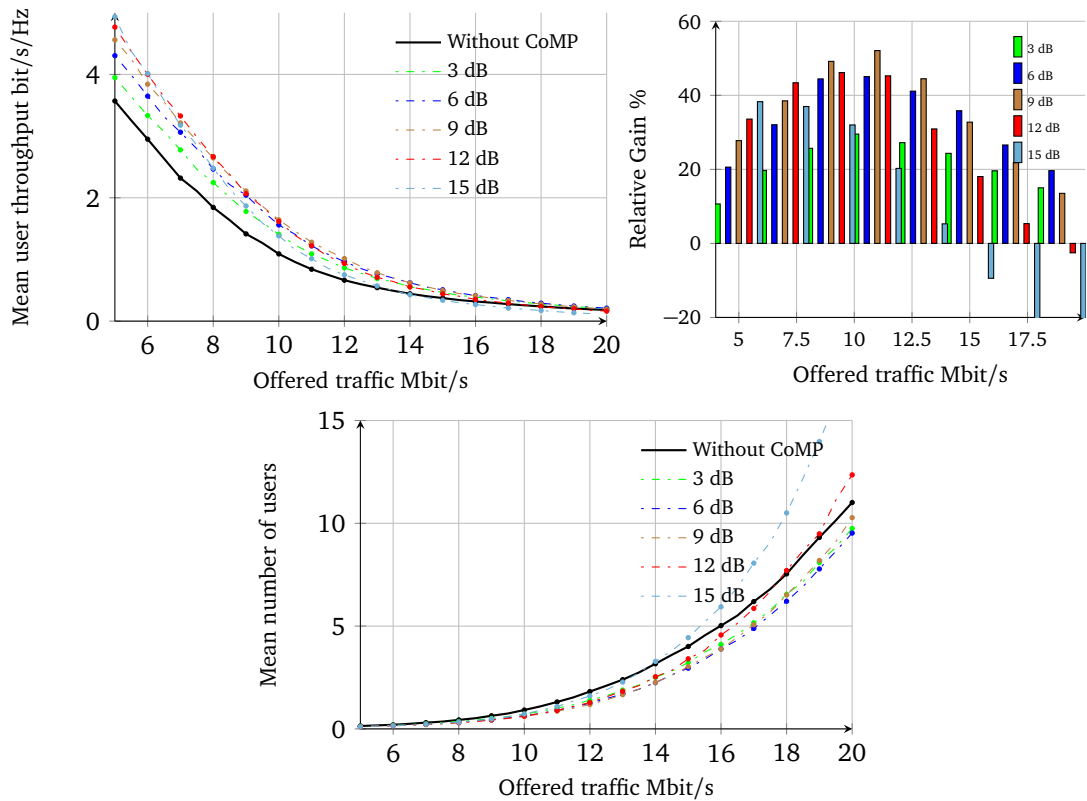 Mean user throughput bit/s/Hz
4
2
0
6 8 10 12 14 16 18 20
Offered traffic Mbit/s
Without CoMP
3 dB
6 dB
9 dB
12 dB
15 dB
Relative Gain %
60
40
20
0
−20
5 7.5 10 12.5 15 17.5
Offered traffic Mbit/s
3 dB
6 dB
9 dB
12 dB
15 dB
Mean number of users
15
10
5
0
6 8 10 12 14 16 18 20
Offered traffic Mbit/s
Without CoMP
3 dB
6 dB
9 dB
12 dB
15 dB